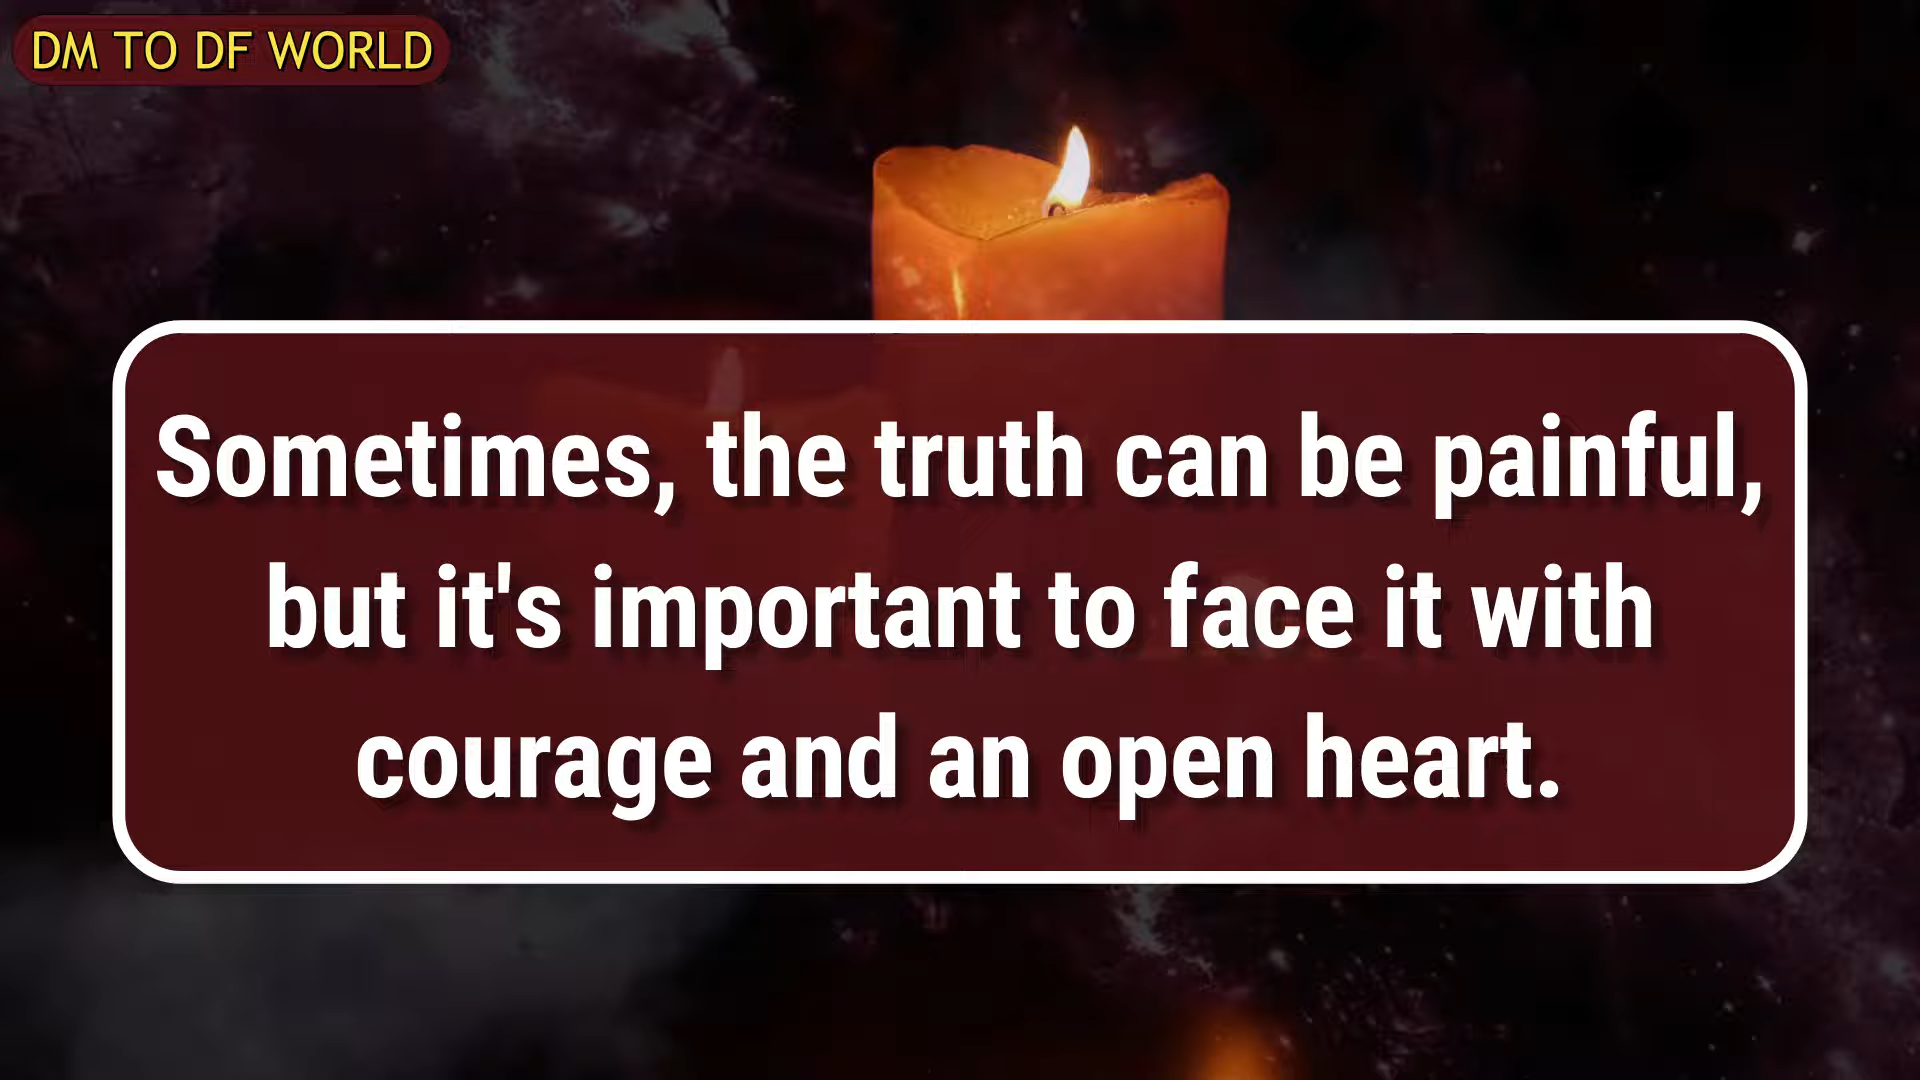 DM TO DF WORLD
Sometimes, the truth can be painful,
but it's important to face it with
courage and an open heart.